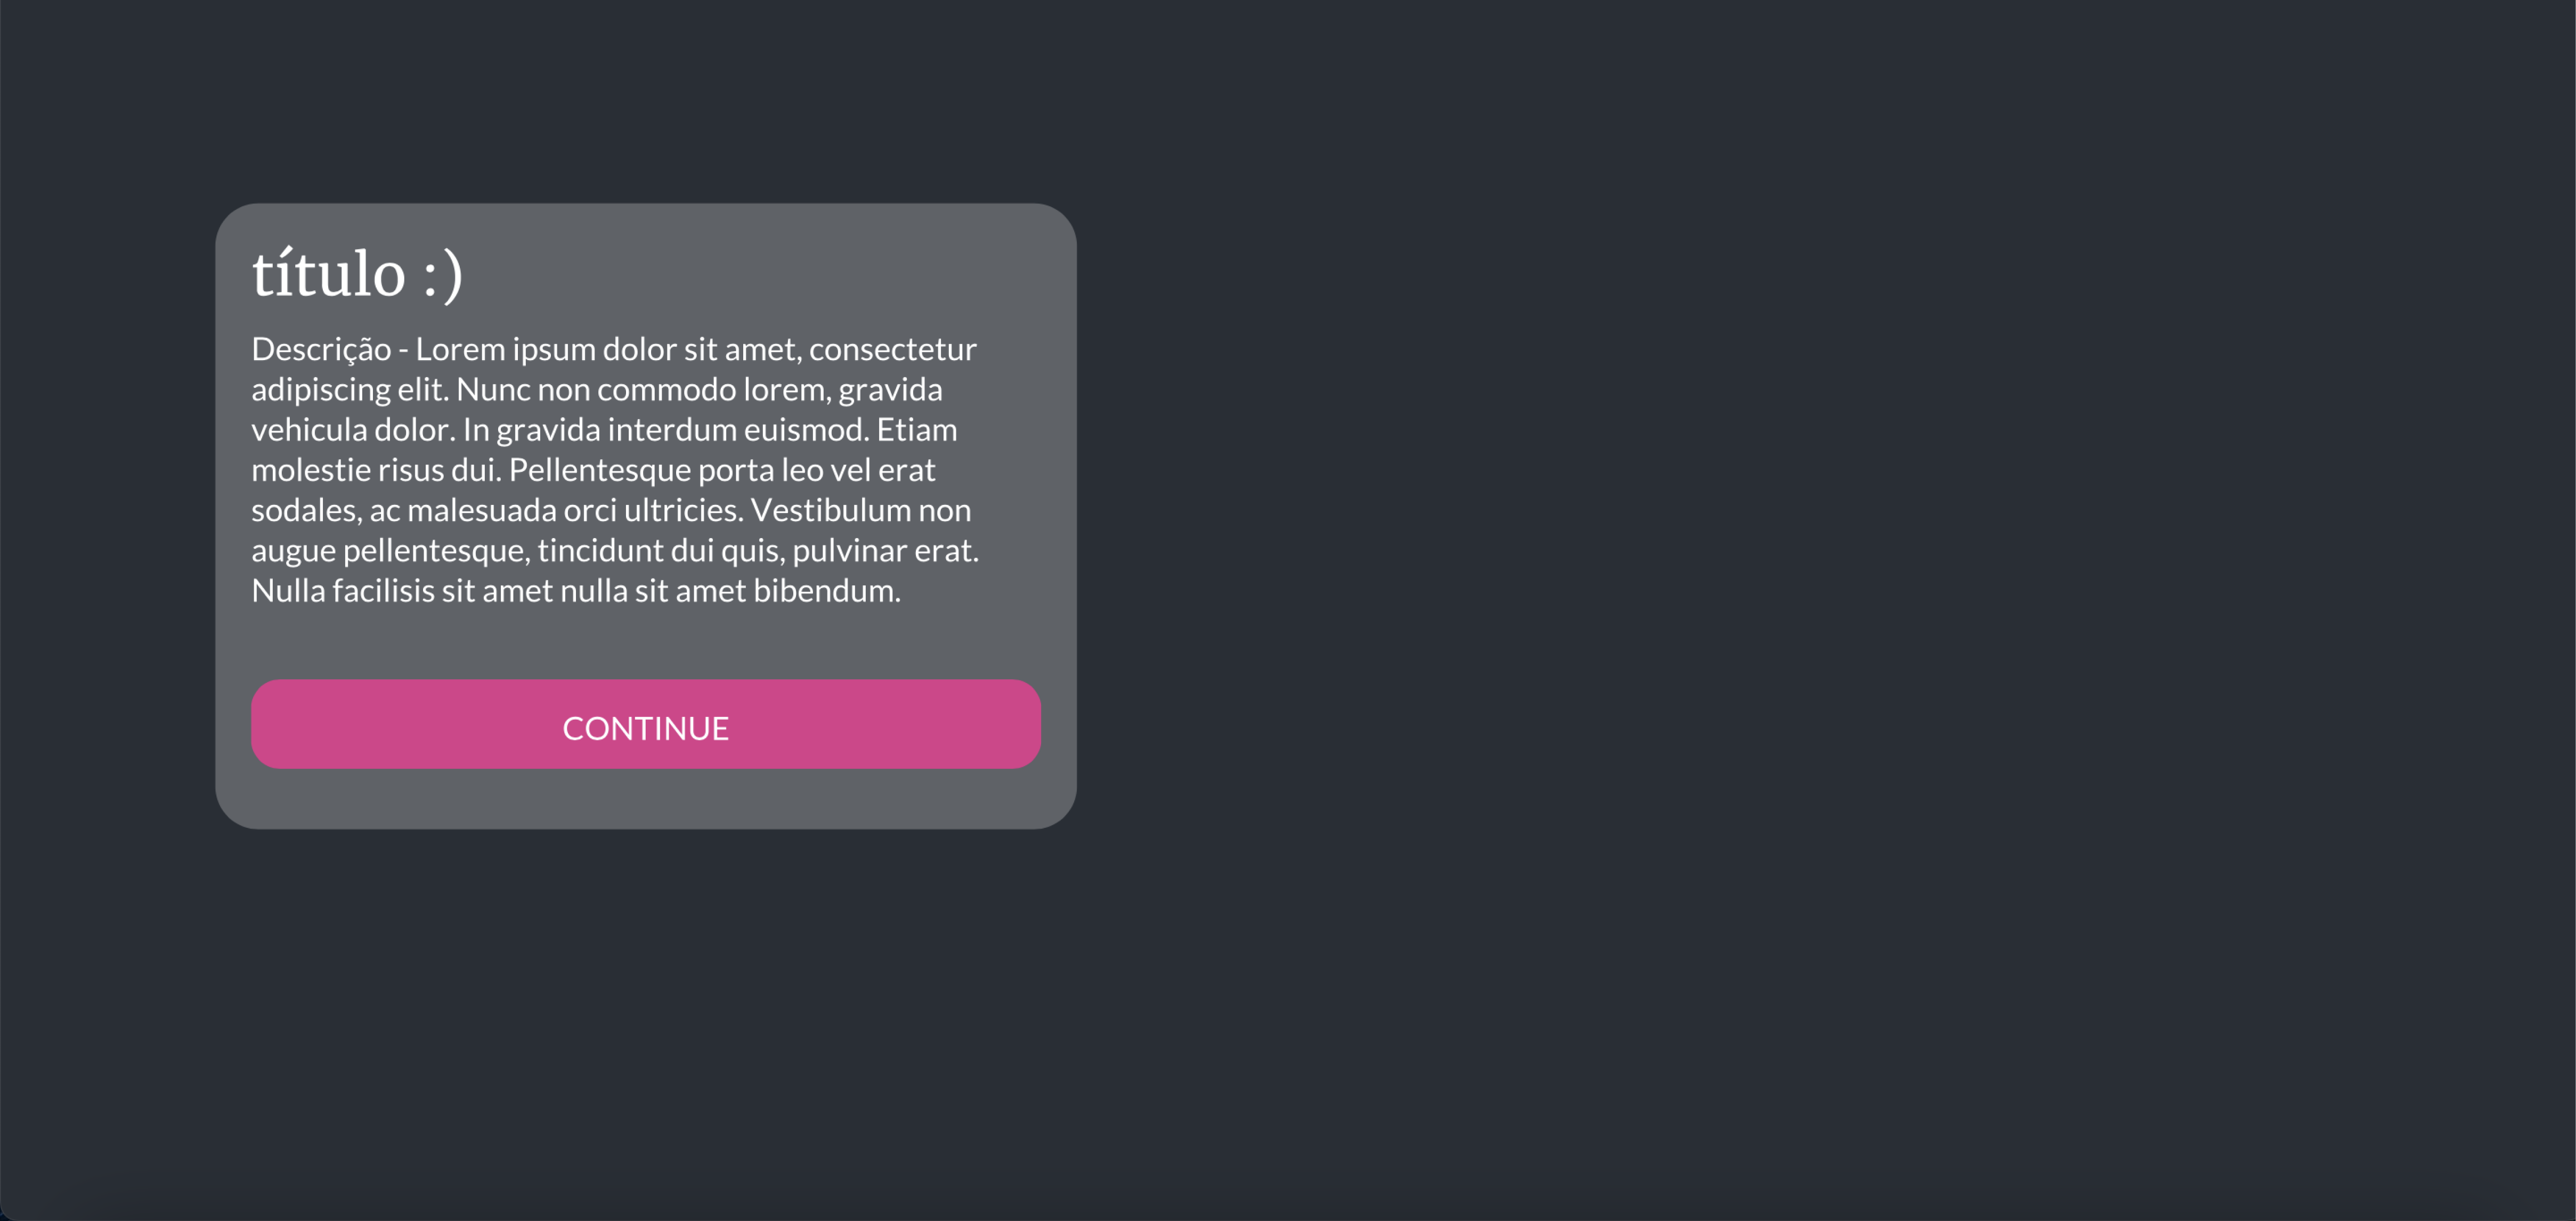 título :)
Descrição - Lorem ipsum dolor sit amet, consectetur
adipiscing elit. Nunc non commodo lorem, gravida
vehicula dolor. In gravida interdum euismod. Etiam
molestie risus dui. Pellentesque porta leo vel erat
sodales, ac malesuada orci ultricies. Vestibulum non
augue pellentesque, tincidunt dui quis, pulvinar erat.
Nulla facilisis sit amet nulla sit amet bibendum.
CONTINUE